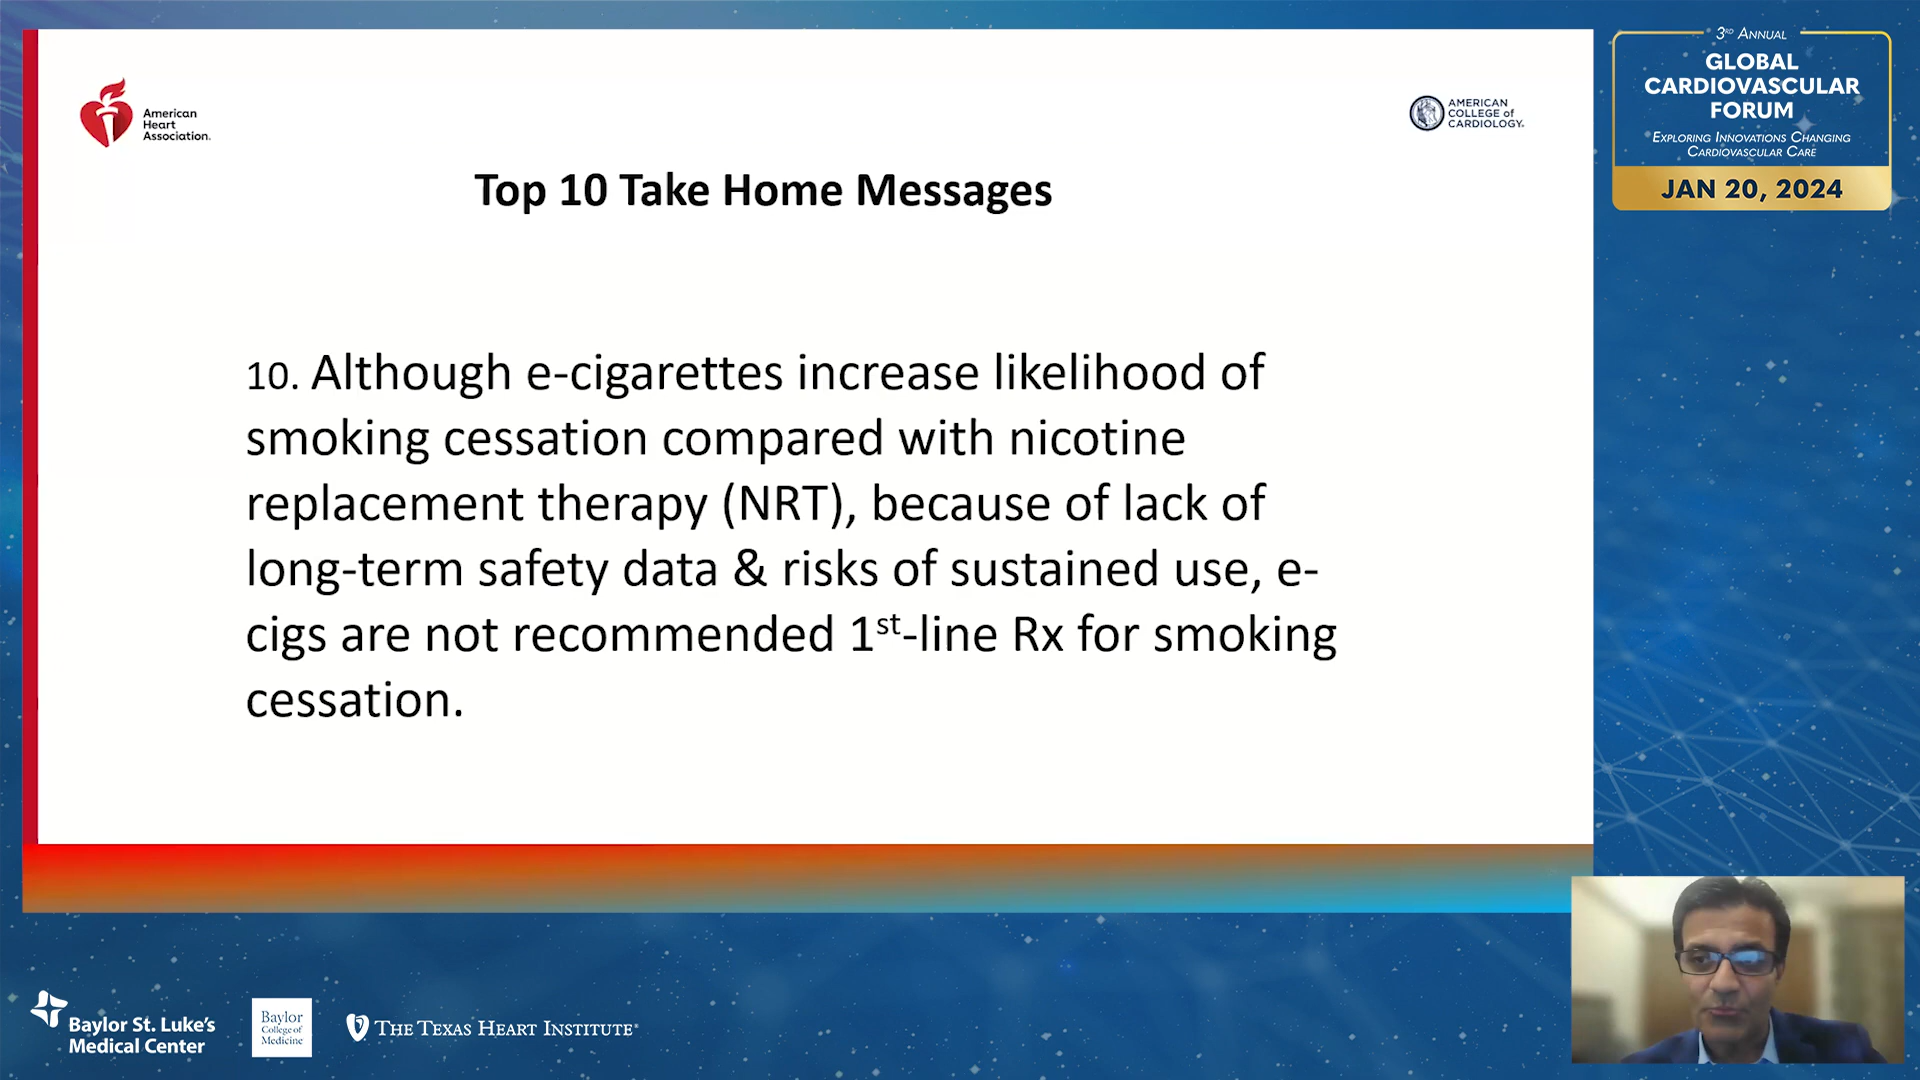 American
Heart
Association.
AMERICAN
COLLEGE of
CARDIOLOGY.
Top 10 Take Home Messages
10. Although e-cigarettes increase likelihood of
smoking cessation compared with nicotine
replacement therapy (NRT), because of lack of
long-term safety data & risks of sustained use, e-
cigs are not recommended 1st-line Rx for smoking
cessation.
3RD ANNUAL
GLOBAL
CARDIOVASCULAR
FORUM
EXPLORING INNOVATIONS CHANGING
CARDIOVASCULAR CARE
JAN 20, 2024
Baylor St. Luke's
Medical Center
Baylor
College of
Medicine
THE TEXAS HEART INSTITUTE